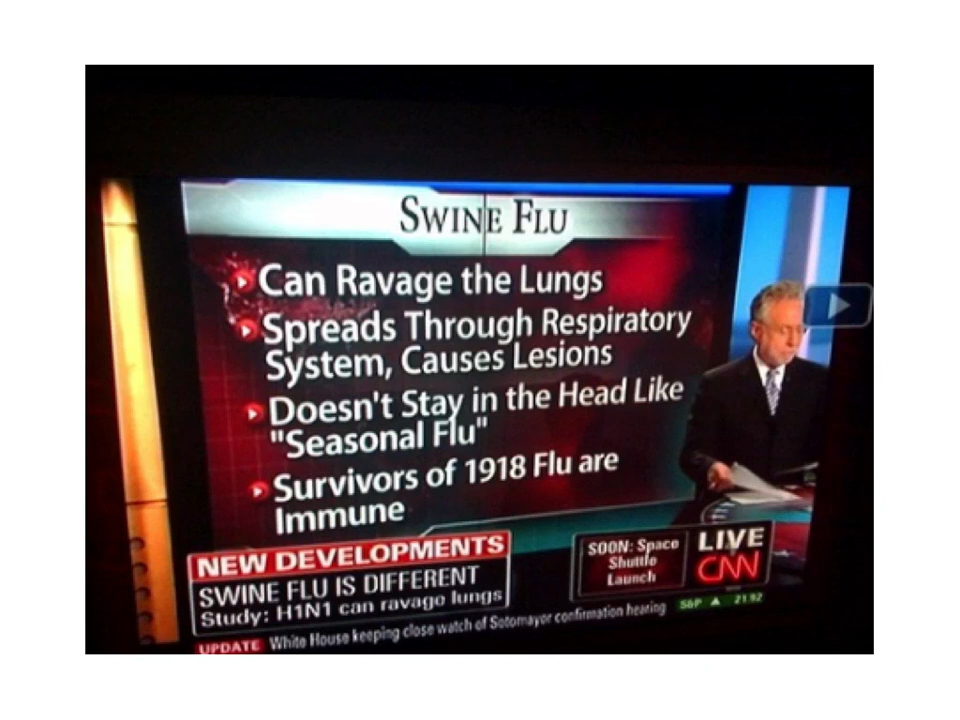 SWINE FLU
Can Ravage the Lungs
Spreads Through Respiratory
System, Causes Lesions
Doesn't Stay in the Head Like
"Seasonal Flu"
Survivors of 1918 Flu are
Immune
NEW DEVELOPMENTS
SWINE FLU IS DIFFERENT
Study: H1N1 can ravage lungs
SOON: Space
Shuttle
Launch
LIVE
CNN
S&P ▲ 21.92
UPDATE White House keeping close watch of Sotomayor confirmation hearing